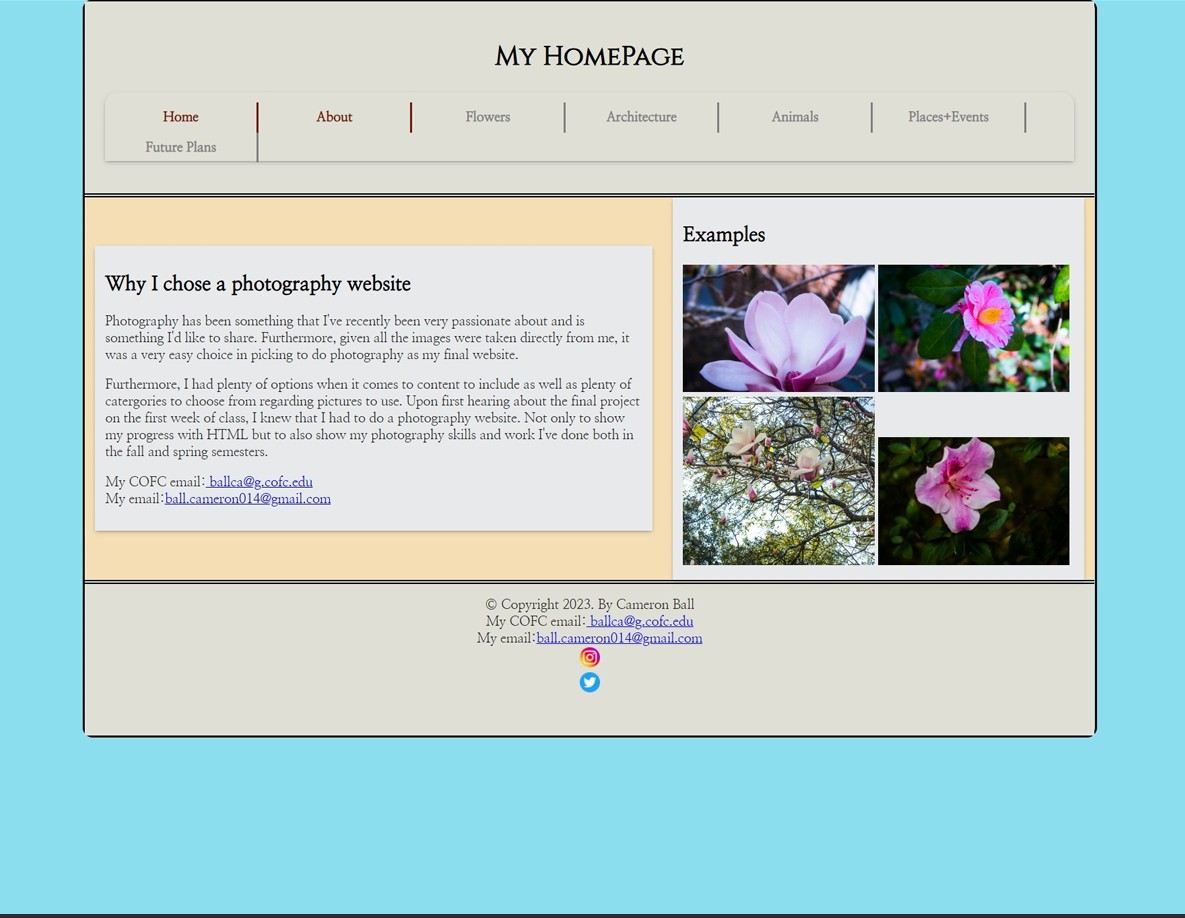 My HomePage
Home
About
Flowers
Architecture
Animals
Places+Events
Future Plans
Why I chose a photography website
Photography has been something that I've recently been very passionate about and is
something I'd like to share. Furthermore, given all the images were taken directly from me, it
was a very easy choice in picking to do photography as my final website.
Furthermore, I had plenty of options when it comes to content to include as well as plenty of
catergories to choose from regarding pictures to use. Upon first hearing about the final project
on the first week of class, I knew that I had to do a photography website. Not only to show
my progress with HTML but to also show my photography skills and work I've done both in
the fall and spring semesters.
My COFC email: ballca@g.cofc.edu
My email:ball.cameron014@gmail.com
Examples
© Copyright 2023. By Cameron Ball
My COFC email: ballca@g.cofc.edu
My email:ball.cameron014@gmail.com